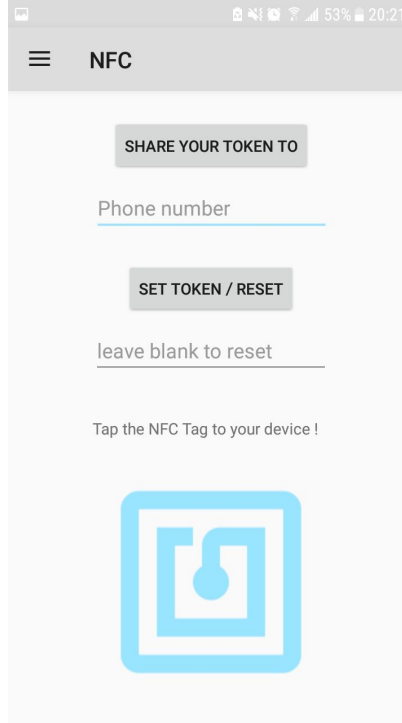 53% 20:21
NFC
SHARE YOUR TOKEN TO
Phone number
SET TOKEN / RESET
leave blank to reset
Tap the NFC Tag to your device !